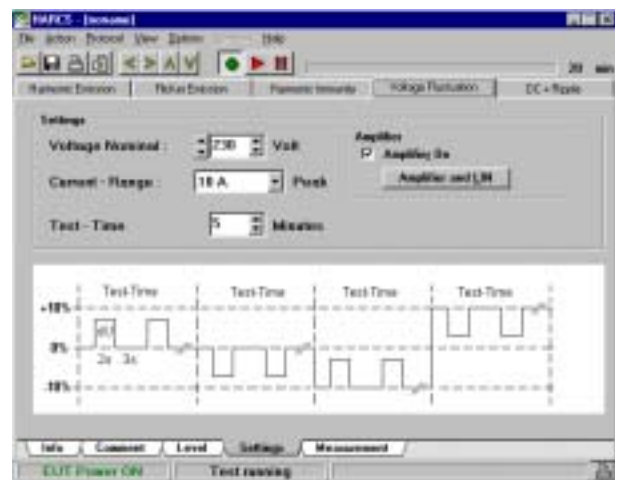 HARCS - [noname]
File Action Protocol View Options Help
20 min
Harmonic Emission Flicker Emission Harmonic Immunity Voltage Fluctuation DC + Ripple
Settings
Voltage Nominal : 230 Volt
Current - Range : 10 A Peak
Test - Time 5 Minutes
Amplifier
Amplifier On
Amplifier and LIN
Test-Time Test-Time Test-Time Test-Time
+10%
0%
-10%
2s 3s
Info Comment Level Settings Measurement
EUT Power ON Test running